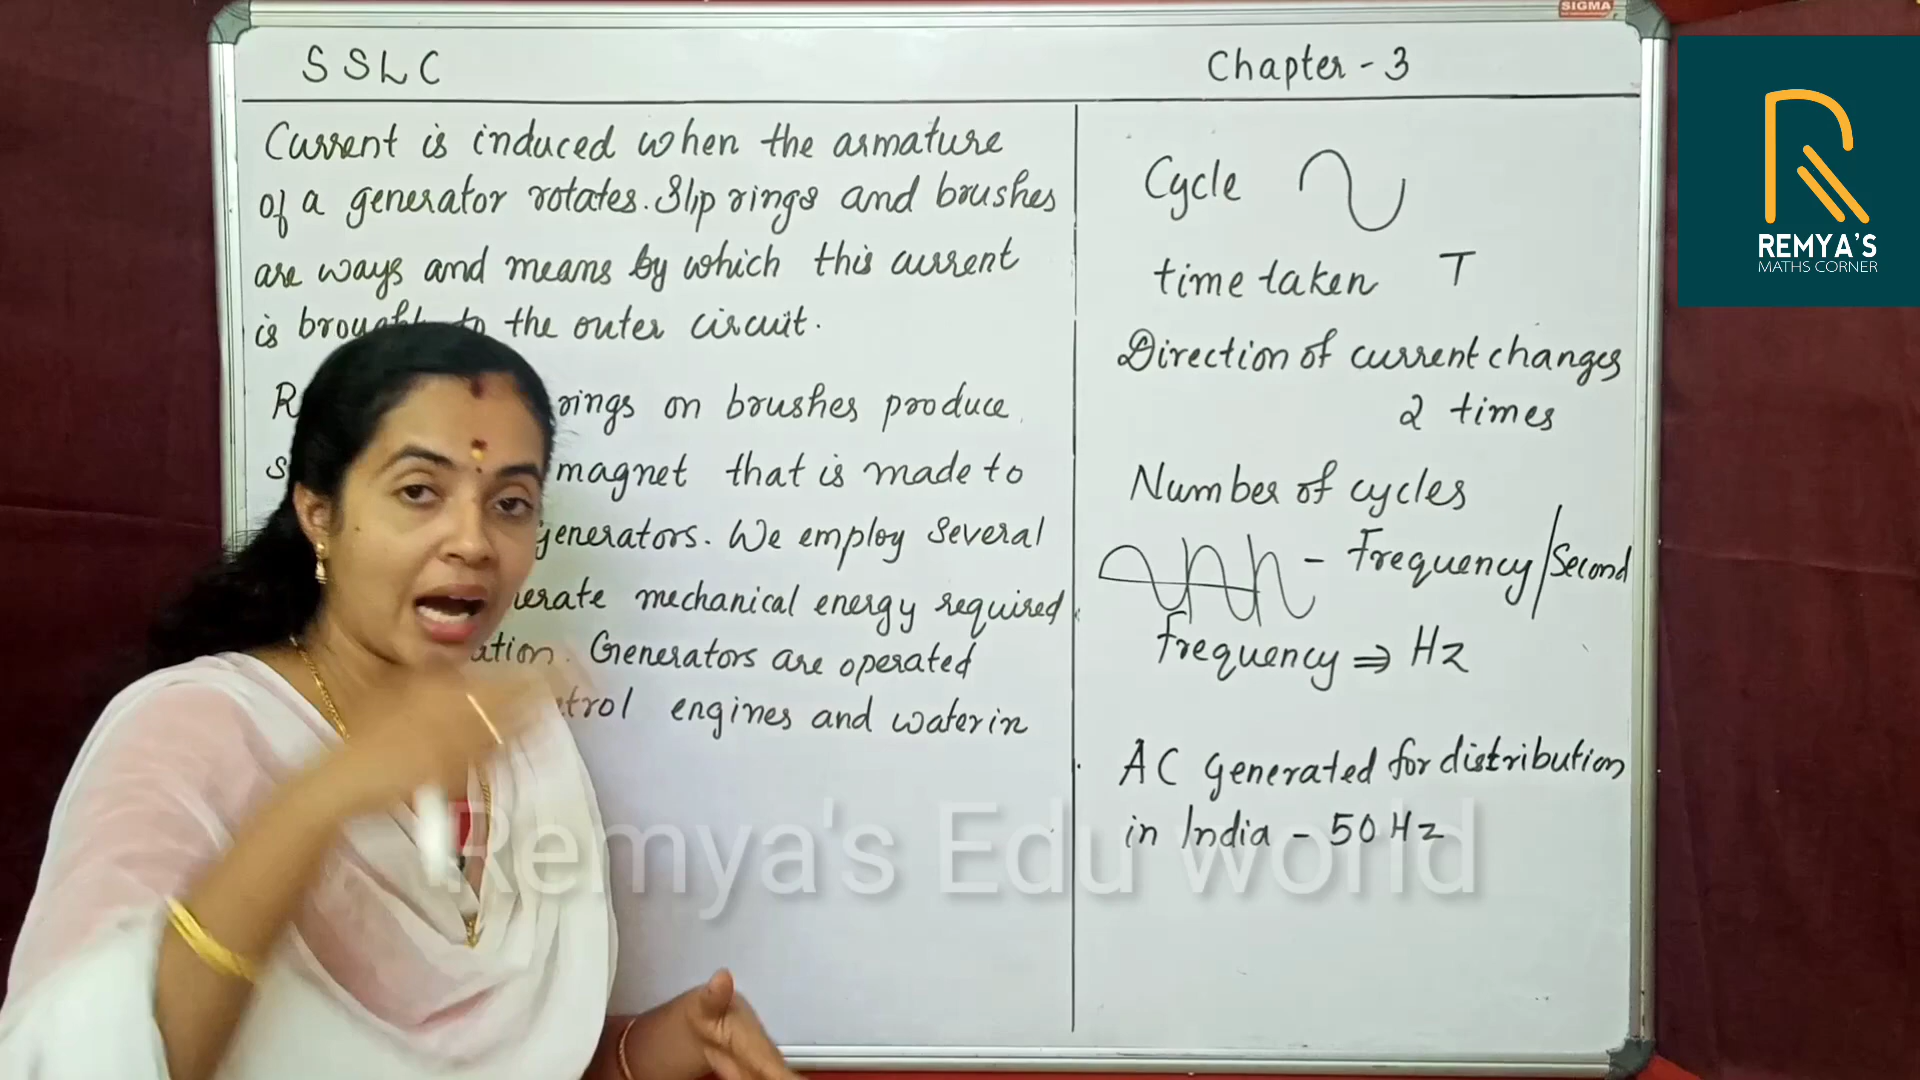 SIGMA
SSLC
Chapter - 3
Current is induced when the armature
of a generator rotates. Slip rings and brushes
are ways and means by which this current
is brought to the outer circuit.
rings on brushes produce
magnet that is made to
generators. We employ several
mechanical energy required
Generators are operated
engines and water in
Cycle
time taken T
Direction of current changes
2 times
Number of cycles
- Frequency/Second
frequency ⇒ Hz
AC generated for distribution
in India - 50 Hz
R
REMYA'S
MATHS CORNER
Remya's Edu world